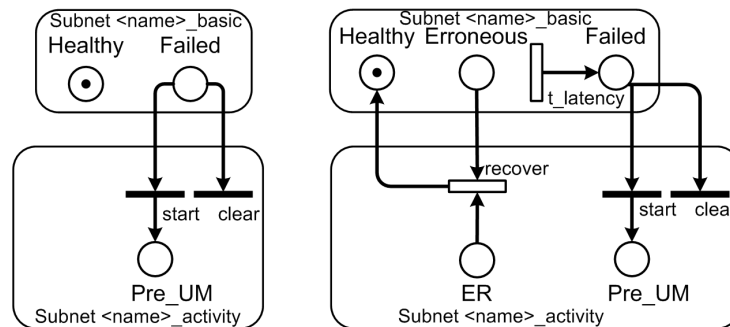 Subnet <name>_basic
Healthy Failed
start clear
Pre_UM
Subnet <name>_activity
Subnet <name>_basic
Healthy Erroneous Failed
t_latency
recover
start clea
ER Pre_UM
Subnet <name>_activity